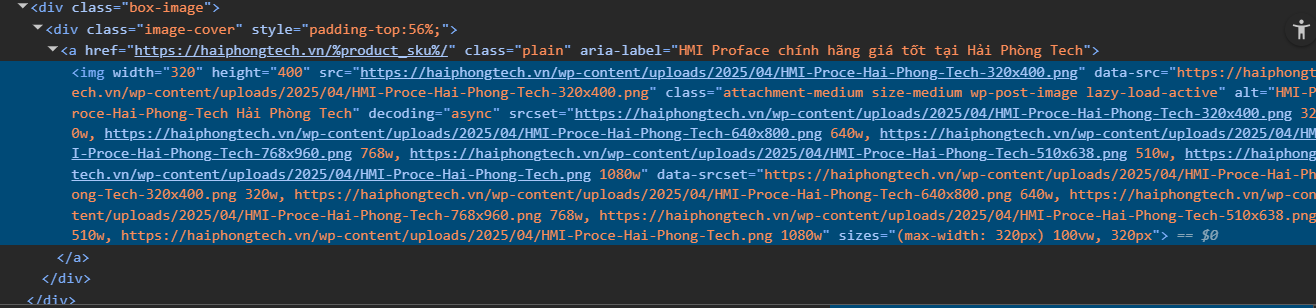 <div class="box-image">
<div class="image-cover" style="padding-top:56%;">
<a href="https://haiphongtech.vn/%product_sku%/" class="plain" aria-label="HMI Proface chính hãng giá tốt tại Hải Phòng Tech">
<img width="320" height="400" src="https://haiphongtech.vn/wp-content/uploads/2025/04/HMI-Proce-Hai-Phong-Tech-320x400.png" data-src="https://haiphongt
ech.vn/wp-content/uploads/2025/04/HMI-Proce-Hai-Phong-Tech-320x400.png" class="attachment-medium size-medium wp-post-image lazy-load-active" alt="HMI-P
roce-Hai-Phong-Tech Hải Phòng Tech" decoding="async" srcset="https://haiphongtech.vn/wp-content/uploads/2025/04/HMI-Proce-Hai-Phong-Tech-320x400.png 32
0w, https://haiphongtech.vn/wp-content/uploads/2025/04/HMI-Proce-Hai-Phong-Tech-640x800.png 640w, https://haiphongtech.vn/wp-content/uploads/2025/04/HM
I-Proce-Hai-Phong-Tech-768x960.png 768w, https://haiphongtech.vn/wp-content/uploads/2025/04/HMI-Proce-Hai-Phong-Tech-510x638.png 510w, https://haiphong
tech.vn/wp-content/uploads/2025/04/HMI-Proce-Hai-Phong-Tech.png 1080w" data-srcset="https://haiphongtech.vn/wp-content/uploads/2025/04/HMI-Proce-Hai-Ph
ong-Tech-320x400.png 320w, https://haiphongtech.vn/wp-content/uploads/2025/04/HMI-Proce-Hai-Phong-Tech-640x800.png 640w, https://haiphongtech.vn/wp-con
tent/uploads/2025/04/HMI-Proce-Hai-Phong-Tech-768x960.png 768w, https://haiphongtech.vn/wp-content/uploads/2025/04/HMI-Proce-Hai-Phong-Tech-510x638.png
510w, https://haiphongtech.vn/wp-content/uploads/2025/04/HMI-Proce-Hai-Phong-Tech.png 1080w" sizes="(max-width: 320px) 100vw, 320px"> == $0
</a>
</div>
</div>